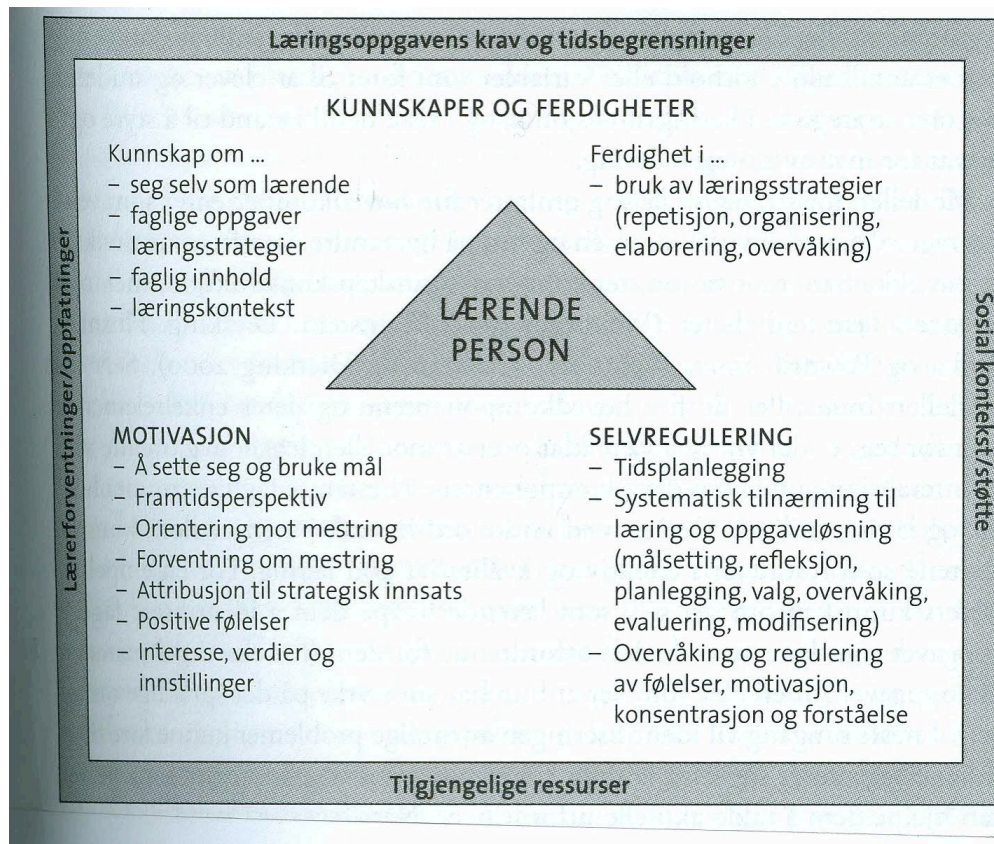 Læringsoppgavens krav og tidsbegrensninger
KUNNSKAPER OG FERDIGHETER
Kunnskap om ...
– seg selv som lærende
– faglige oppgaver
– læringsstrategier
– faglig innhold
– læringskontekst
Ferdighet i ...
– bruk av læringsstrategier
(repetisjon, organisering,
elaborering, overvåking)
LÆRENDE
PERSON
Lærerforventninger/oppfatninger
Sosial kontekst støtte
MOTIVASJON
– Å sette seg og bruke mål
– Framtidsperspektiv
– Orientering mot mestring
– Forventning om mestring
– Attribusjon til strategisk innsats
– Positive følelser
– Interesse, verdier og
innstillinger
SELVREGULERING
– Tidsplanlegging
– Systematisk tilnærming til
læring og oppgaveløsning
(målsetting, refleksjon,
planlegging, valg, overvåking,
evaluering, modifisering)
– Overvåking og regulering
av følelser, motivasjon,
konsentrasjon og forståelse
Tilgjengelige ressurser